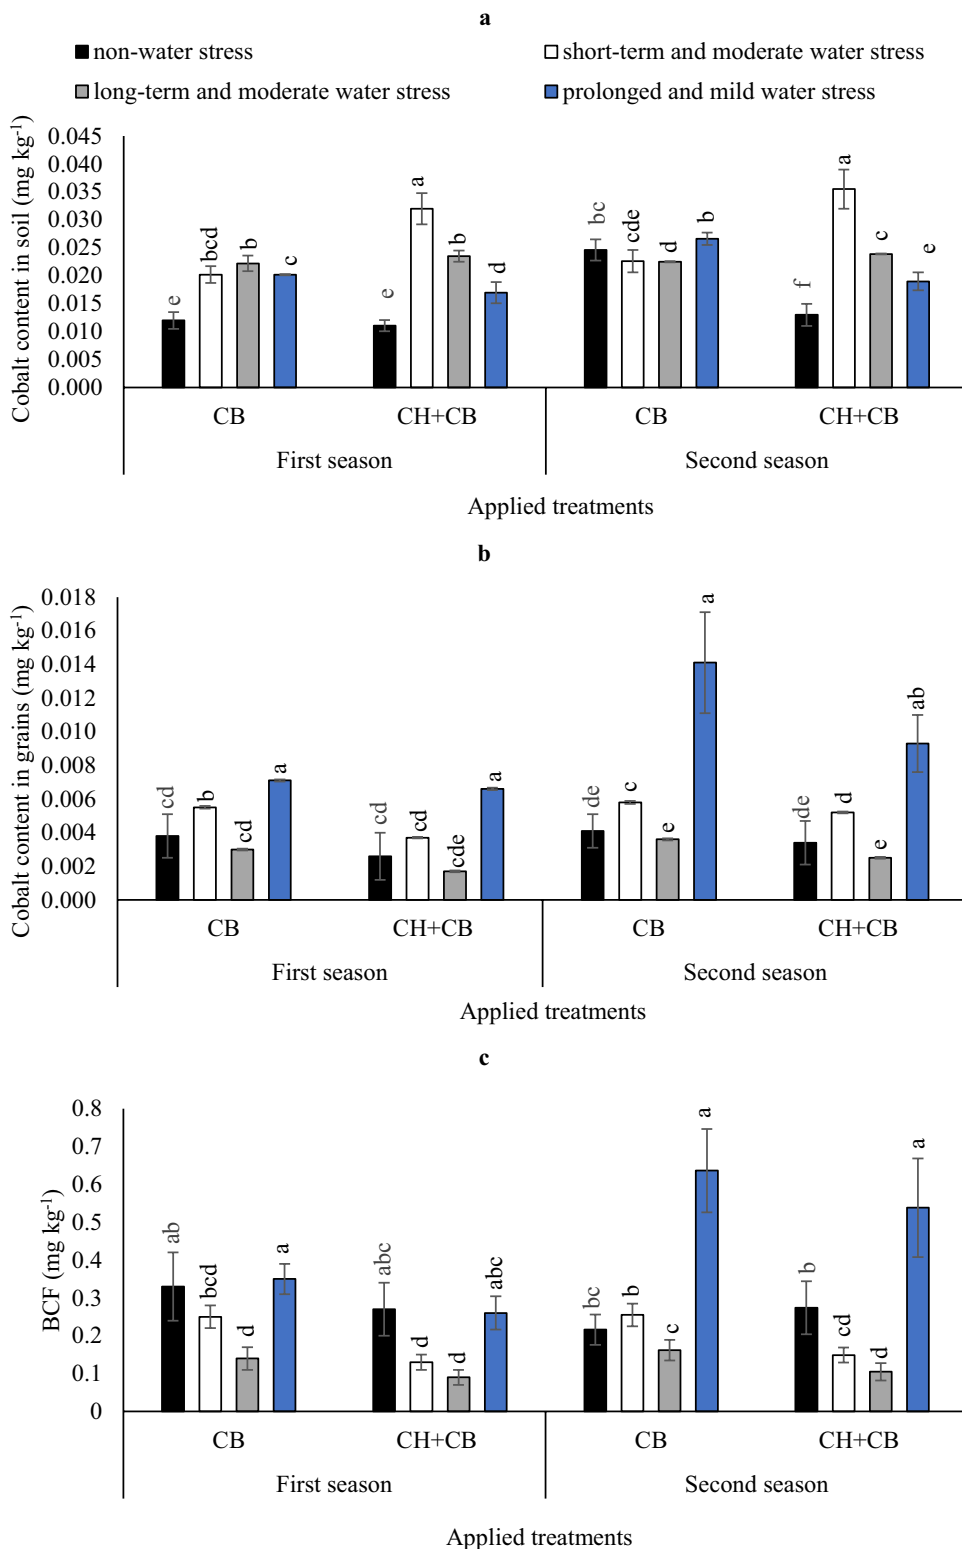 a
non-water stress
short-term and moderate water stress
long-term and moderate water stress
prolonged and mild water stress
Cobalt content in soil (mg kg⁻¹)
0.045
0.040
0.035
0.030
0.025
0.020
0.015
0.010
0.005
0.000
e bcd b c e a b d bc cde d b f a c e
CB CH+CB CB CH+CB
First season Second season
Applied treatments
b
Cobalt content in grains (mg kg⁻¹)
0.018
0.016
0.014
0.012
0.010
0.008
0.006
0.004
0.002
0.000
cd b cd a cd cd cde a de c e a de d e ab
CB CH+CB CB CH+CB
First season Second season
Applied treatments
c
BCF (mg kg⁻¹)
0.8
0.7
0.6
0.5
0.4
0.3
0.2
0.1
0
ab bcd d a abc d d abc bc b c a b cd d a
CB CH+CB CB CH+CB
First season Second season
Applied treatments